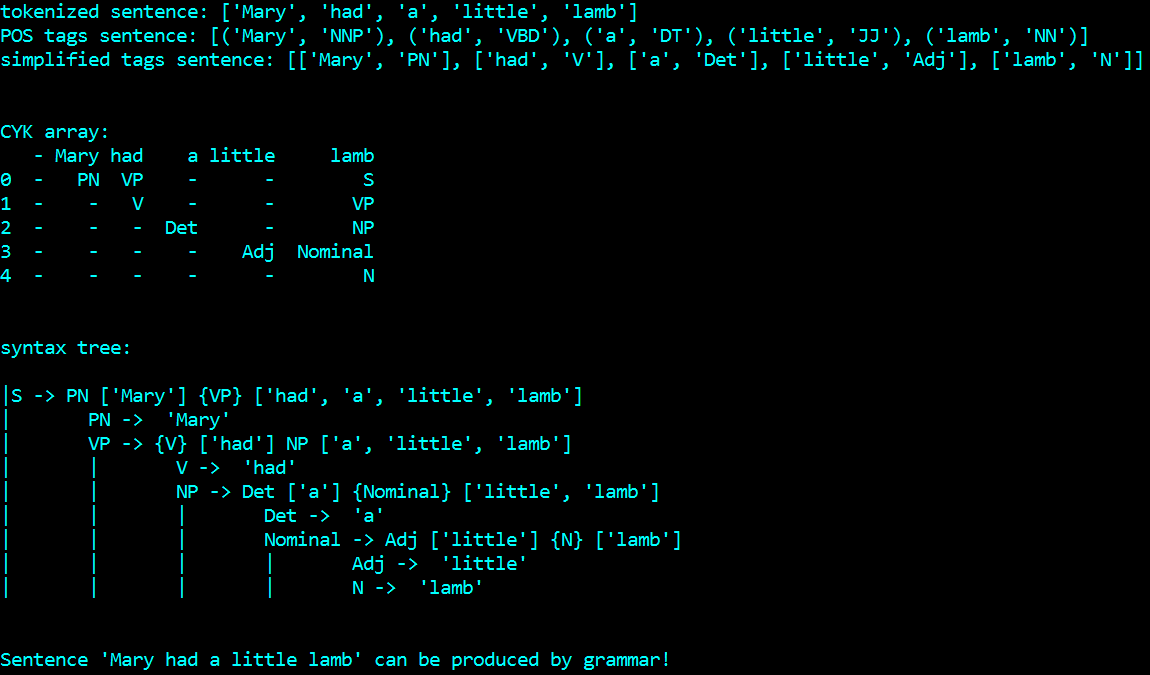 tokenized sentence: ['Mary', 'had', 'a', 'little', 'lamb']
POS tags sentence: [('Mary', 'NNP'), ('had', 'VBD'), ('a', 'DT'), ('little', 'JJ'), ('lamb', 'NN')]
simplified tags sentence: [['Mary', 'PN'], ['had', 'V'], ['a', 'Det'], ['little', 'Adj'], ['lamb', 'N']]
CYK array:
   - Mary had    a little     lamb
0  -   PN  VP    -      -        S
1  -    -   V    -      -       VP
2  -    -   -  Det      -       NP
3  -    -   -    -    Adj  Nominal
4  -    -   -    -      -        N
syntax tree:
|S -> PN ['Mary'] {VP} ['had', 'a', 'little', 'lamb']
|       PN ->  'Mary'
|       VP -> {V} ['had'] NP ['a', 'little', 'lamb']
|       |       V ->  'had'
|       |       NP -> Det ['a'] {Nominal} ['little', 'lamb']
|       |       |       Det ->  'a'
|       |       |       Nominal -> Adj ['little'] {N} ['lamb']
|       |       |       |       Adj ->  'little'
|       |       |       |       N ->  'lamb'
Sentence 'Mary had a little lamb' can be produced by grammar!